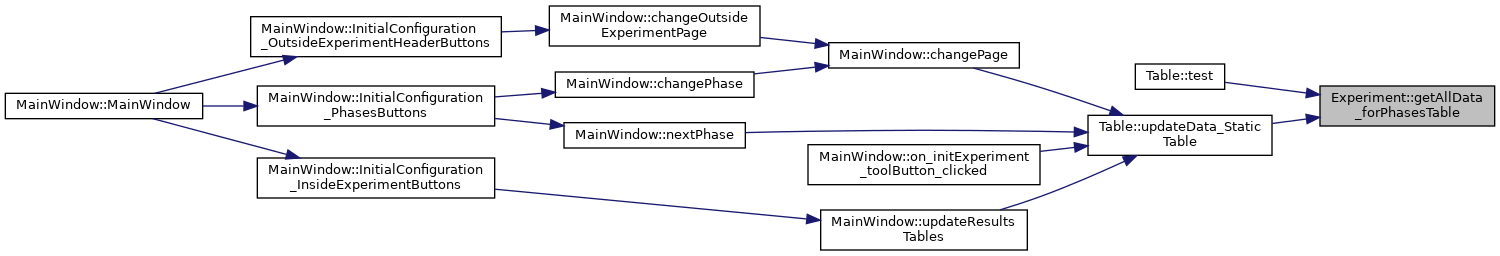 MainWindow::MainWindow
MainWindow::InitialConfiguration
_OutsideExperimentHeaderButtons
MainWindow::InitialConfiguration
_PhasesButtons
MainWindow::InitialConfiguration
_InsideExperimentButtons
MainWindow::changeOutside
ExperimentPage
MainWindow::changePhase
MainWindow::nextPhase
MainWindow::changePage
MainWindow::on_initExperiment
_toolButton_clicked
MainWindow::updateResults
Tables
Table::test
Table::updateData_Static
Table
Experiment::getAllData
_forPhasesTable